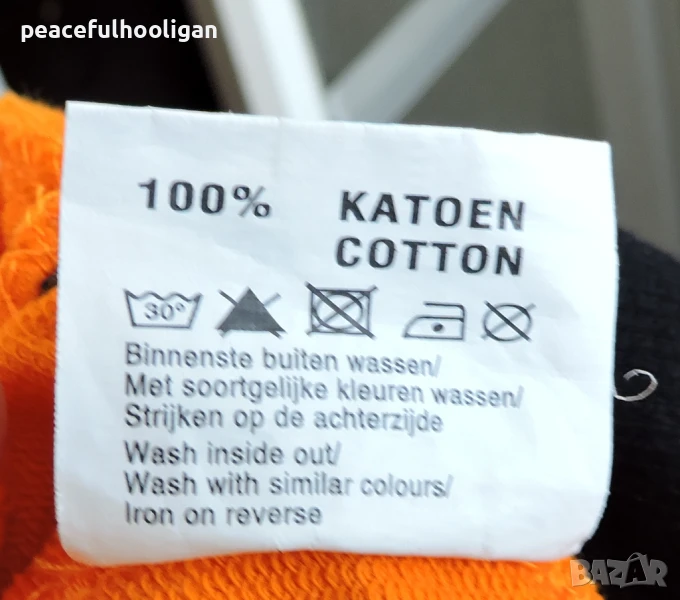 peacefulhooligan
100% KATOEN
COTTON
30°
Binnenste buiten wassen/
Met soortgelijke kleuren wassen/
Strijken op de achterzijde
Wash inside out/
Wash with similar colours/
Iron on reverse
BAZAR